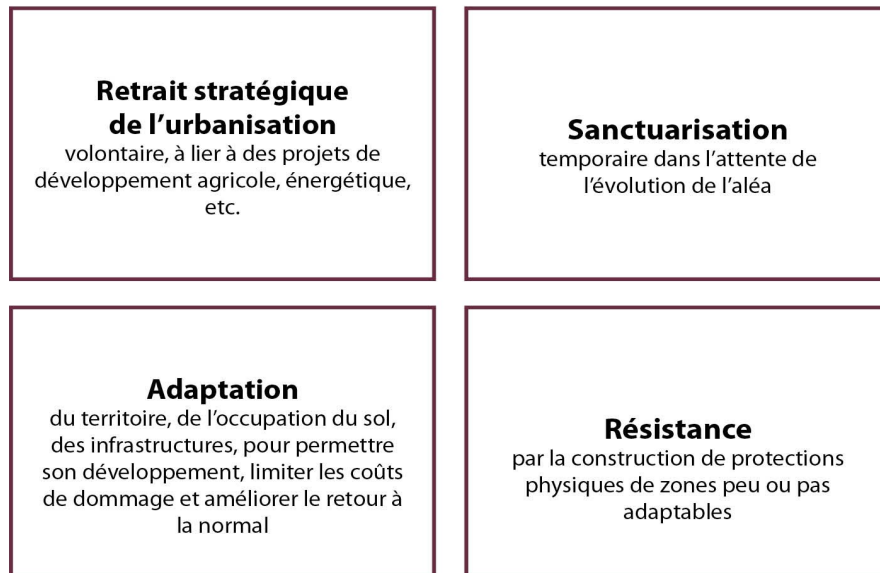 Retrait stratégique
de l'urbanisation
volontaire, à lier à des projets de
développement agricole, énergétique,
etc.
Sanctuarisation
temporaire dans l'attente de
l'évolution de l'aléa
Adaptation
du territoire, de l'occupation du sol,
des infrastructures, pour permettre
son développement, limiter les coûts
de dommage et améliorer le retour à
la normal
Résistance
par la construction de protections
physiques de zones peu ou pas
adaptables